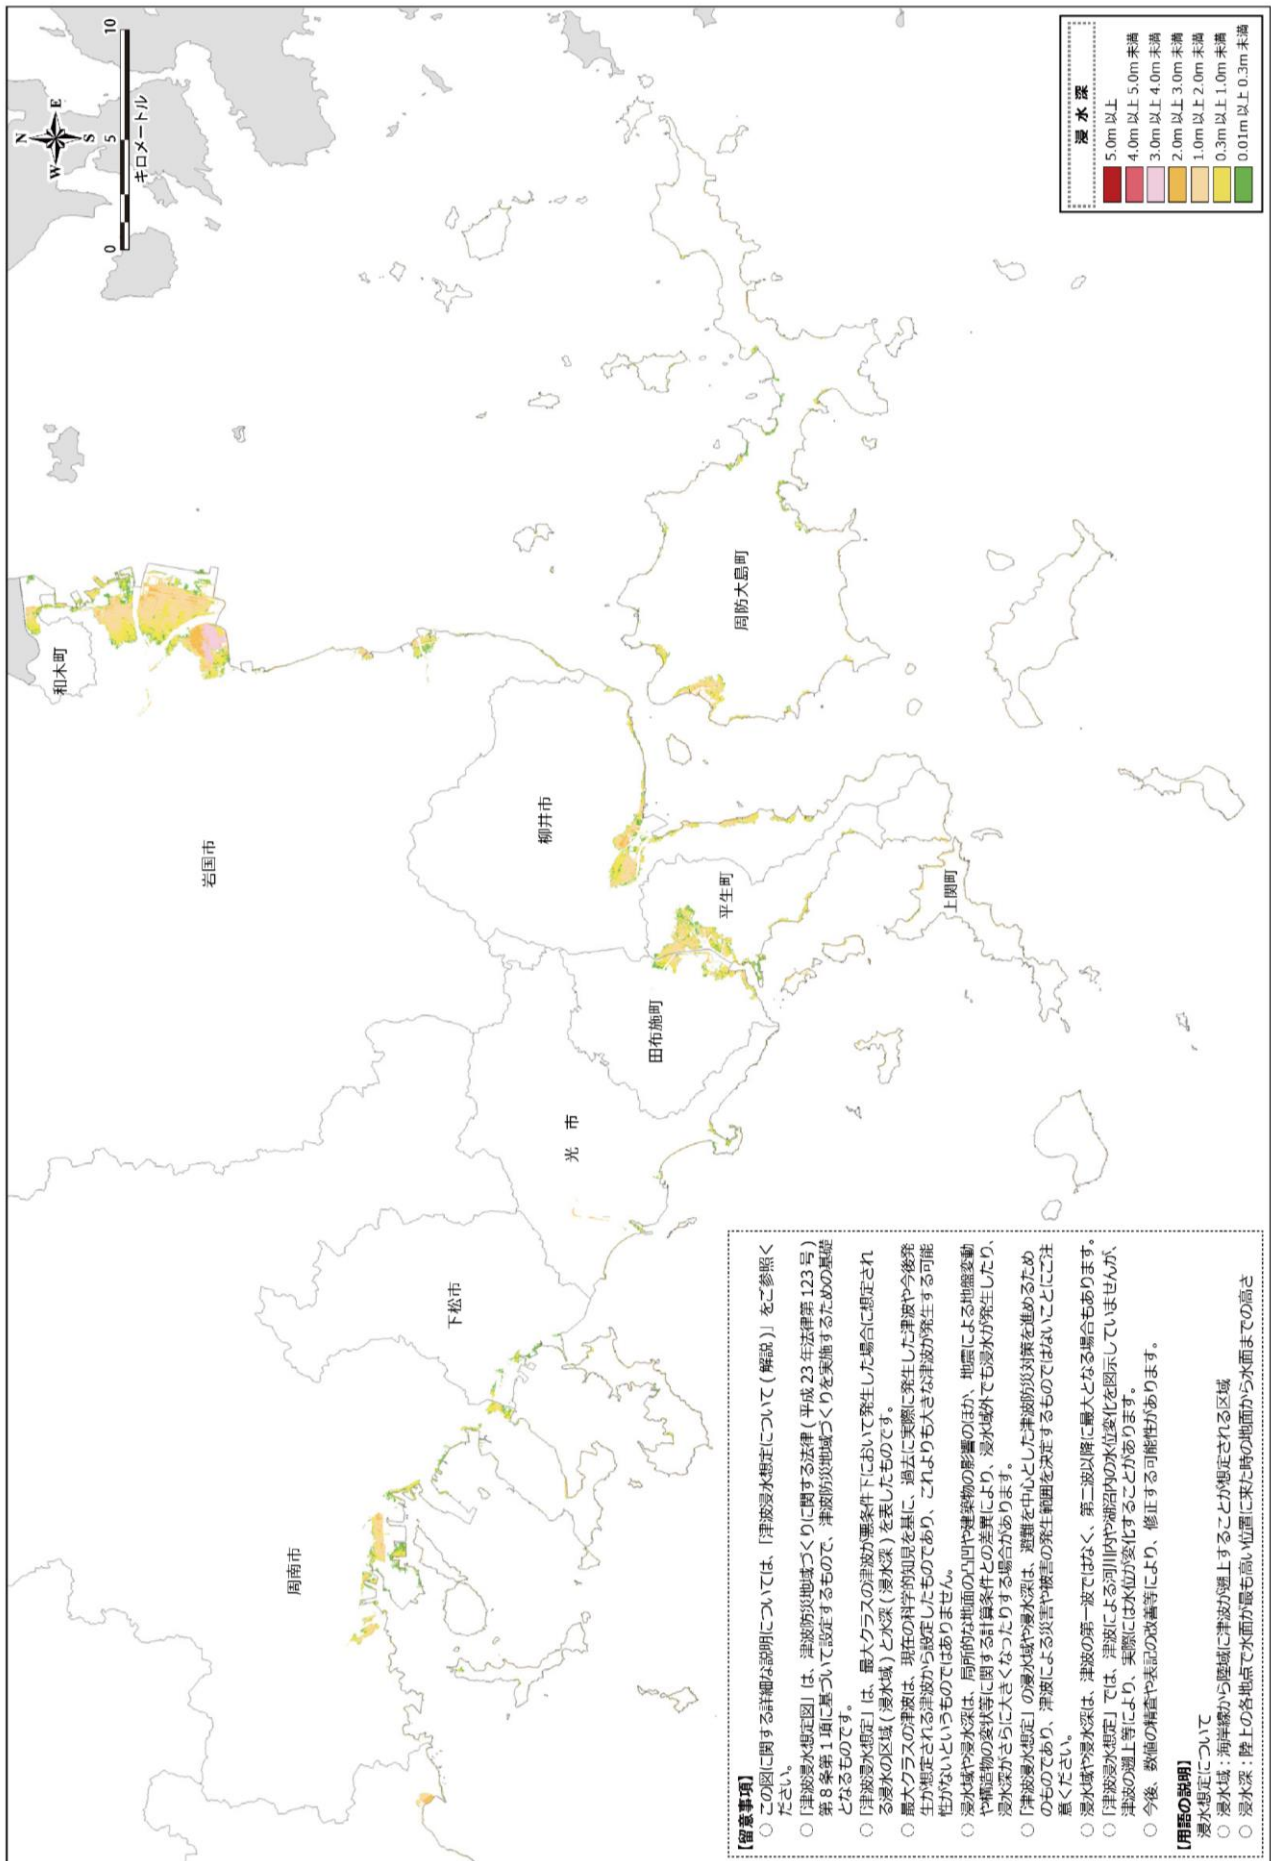 N
W
E
S
0
5
10
キロメートル
浸水深
5.0m 以上
4.0m 以上 5.0m 未満
3.0m 以上 4.0m 未満
2.0m 以上 3.0m 未満
1.0m 以上 2.0m 未満
0.3m 以上 1.0m 未満
0.01m 以上 0.3m 未満
和木町
岩国市
周南市
下松市
光 市
柳井市
田布施町
平生町
周防大島町
上関町
【留意事項】
○ この図に関する詳細な説明については、「津波浸水想定について ( 解説 )」をご参照く
ださい。
○ 「津波浸水想定図」は、津波防災地域づくりに関する法律 ( 平成 23 年法律第 123 号 )
第 8 条第 1 項に基づいて設定するもので、津波防災地域づくりを実施するための基礎
となるものです。
○ 「津波浸水想定」は、最大クラスの津波が悪条件下において発生した場合に想定され
る浸水の区域 ( 浸水域 ) と水深 ( 浸水深 ) を表したものです。
○ 最大クラスの津波は、現在の科学的知見を基に、過去に実際に発生した津波や今後発
生が想定される津波から設定したものであり、これよりも大きな津波が発生する可能
性がないというものではありません。
○ 浸水域や浸水深は、局所的な地面の凸凹や建築物の影響のほか、地震による地盤変動
や構造物の変状等に関する計算条件との差異により、浸水域外でも浸水が発生したり、
浸水深がさらに大きくなったりする場合があります。
○ 「津波浸水想定」の浸水域や浸水深は、避難を中心とした津波防災対策を進めるため
のものであり、津波による災害や被害の発生範囲を決定するものではないことにご注
意ください。
○ 浸水域や浸水深は、津波の第一波ではなく、第二波以降に最大となる場合もあります。
○ 「津波浸水想定」では、津波による河川内や湖沼内の水位変化を図示していませんが、
津波の遡上等により、実際には水位が変化することがあります。
○ 今後、数値の精査や表記の改善等により、修正する可能性があります。
【用語の説明】
浸水想定について
○ 浸水域 : 海岸線から陸域に津波が遡上することが想定される区域
○ 浸水深 : 陸上の各地点で水面が最も高い位置に来た時の地面から水面までの高さ